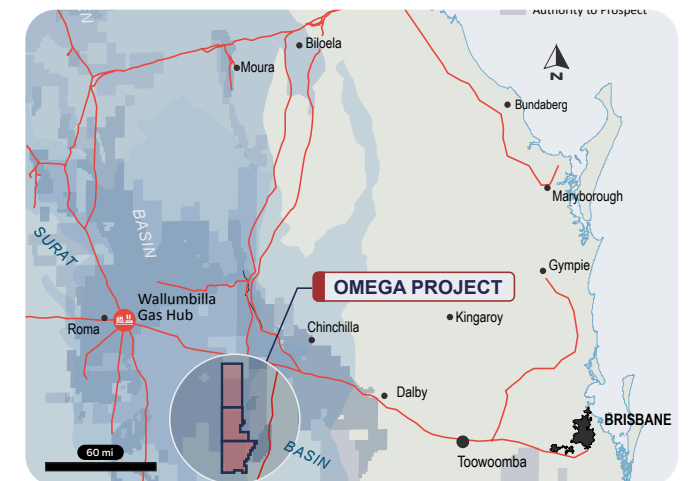 Authority to Prospect
Biloela
Moura
N
Bundaberg
Maryborough
BASIN
SURAT
Gympie
OMEGA PROJECT
Wallumbilla
Gas Hub
Roma
Chinchilla
Kingaroy
Dalby
BRISBANE
BASIN
60 mi
Toowoomba